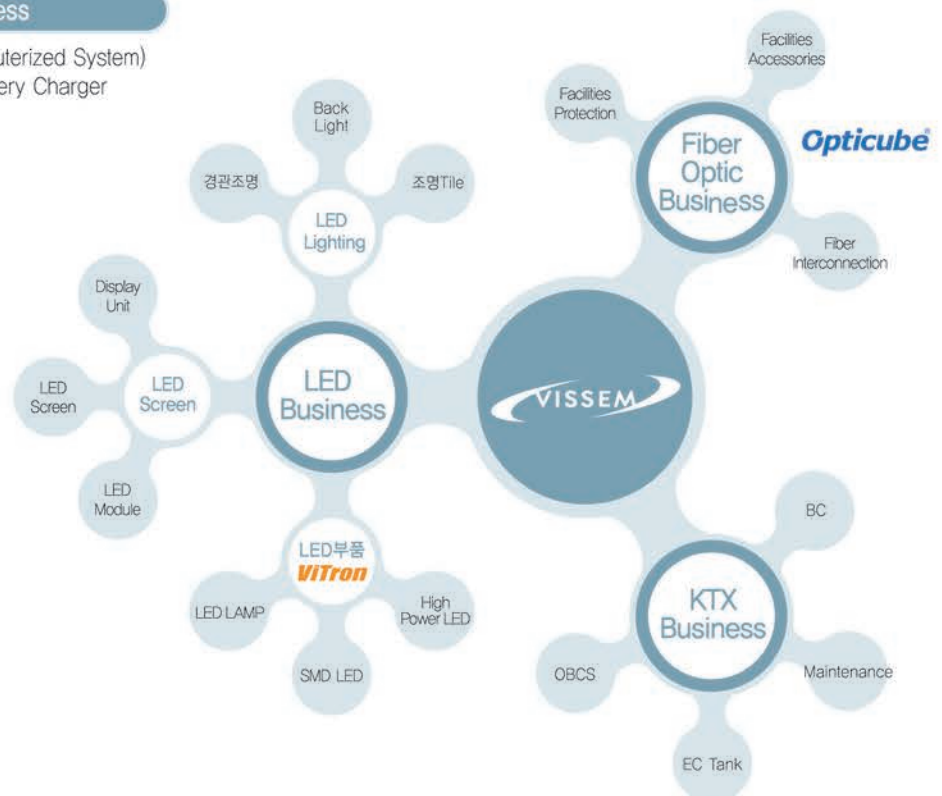 ess
uterized System)
ery Charger
Facilities
Accessories
Facilities
Protection
Fiber
Optic
Business
Opticube
Fiber
Interconnection
Back
Light
경관조명
조명Tile
LED
Lighting
Display
Unit
LED
Screen
LED
Screen
LED
Module
LED
Business
VISSEM
LED부품
ViTron
LED LAMP
High
Power LED
SMD LED
BC
KTX
Business
OBCS
Maintenance
EC Tank